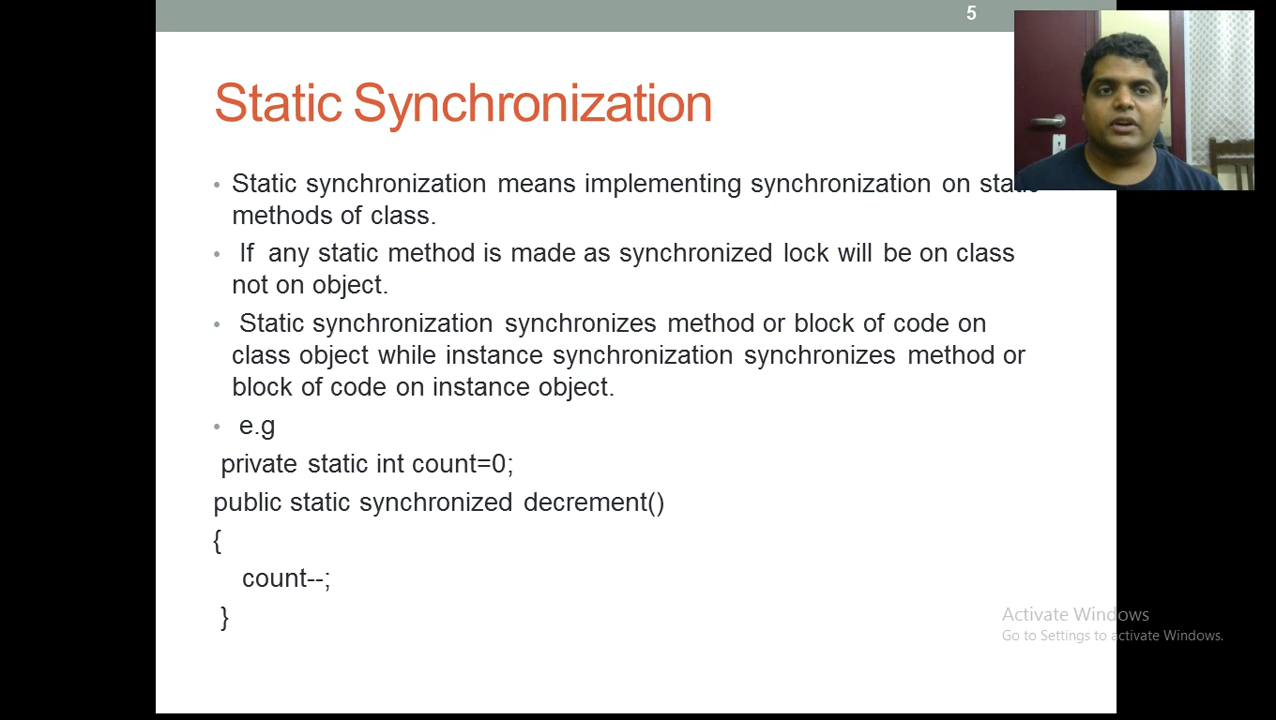 5
Static Synchronization
• Static synchronization means implementing synchronization on static
methods of class.
• If any static method is made as synchronized lock will be on class
not on object.
• Static synchronization synchronizes method or block of code on
class object while instance synchronization synchronizes method or
block of code on instance object.
• e.g
private static int count=0;
public static synchronized decrement()
{
count--;
}
Activate Windows
Go to Settings to activate Windows.